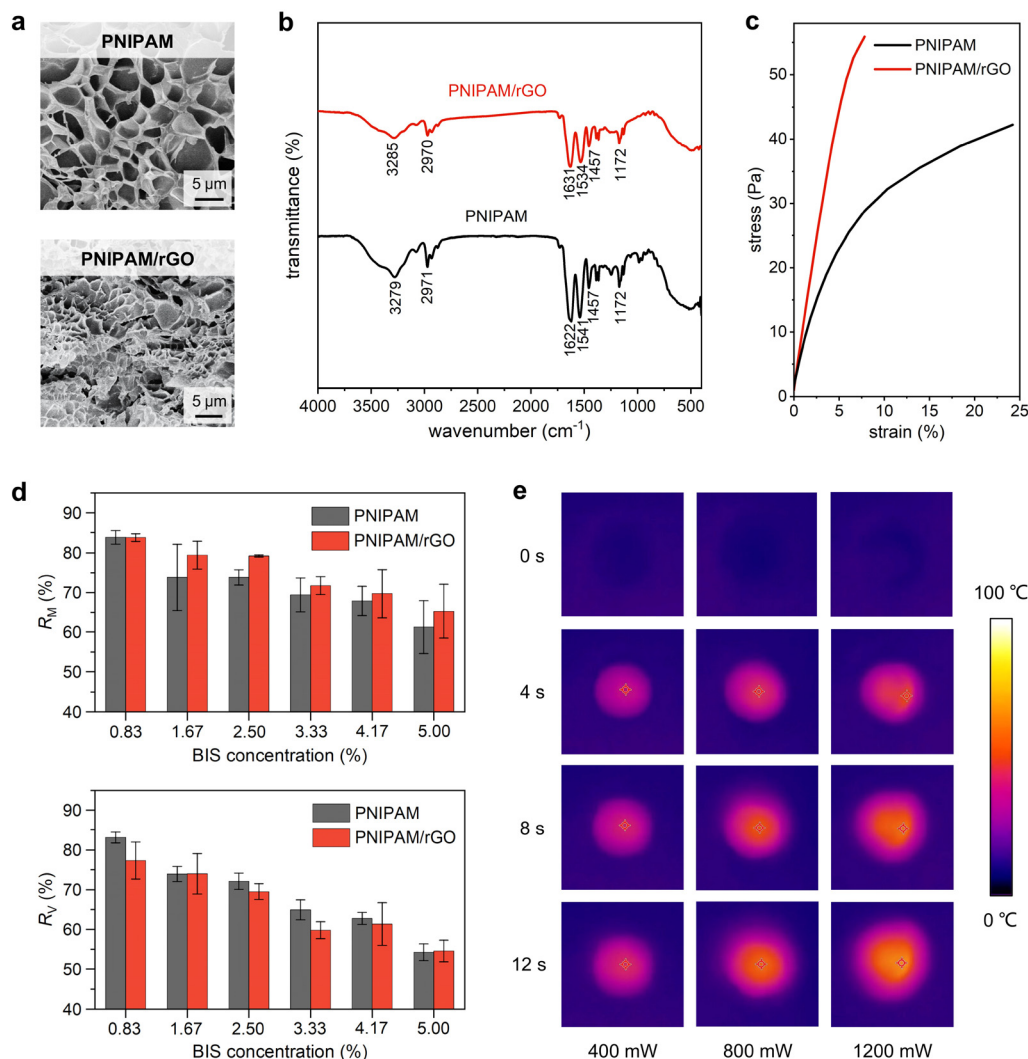 a
PNIPAM
5 μm
PNIPAM/rGO
5 μm
b
transmittance (%)
PNIPAM/rGO
3285
2970
1631
1534
1457
1172
PNIPAM
3279
2971
1622
1541
1457
1172
4000 3500 3000 2500 2000 1500 1000 500
wavenumber (cm-1)
c
PNIPAM
PNIPAM/rGO
stress (Pa)
50
40
30
20
10
0
0 5 10 15 20 25
strain (%)
d
PNIPAM
PNIPAM/rGO
RM (%)
90
80
70
60
50
40
0.83 1.67 2.50 3.33 4.17 5.00
BIS concentration (%)
PNIPAM
PNIPAM/rGO
RV (%)
90
80
70
60
50
40
0.83 1.67 2.50 3.33 4.17 5.00
BIS concentration (%)
e
0 s
4 s
8 s
12 s
400 mW 800 mW 1200 mW
100 ℃
0 ℃